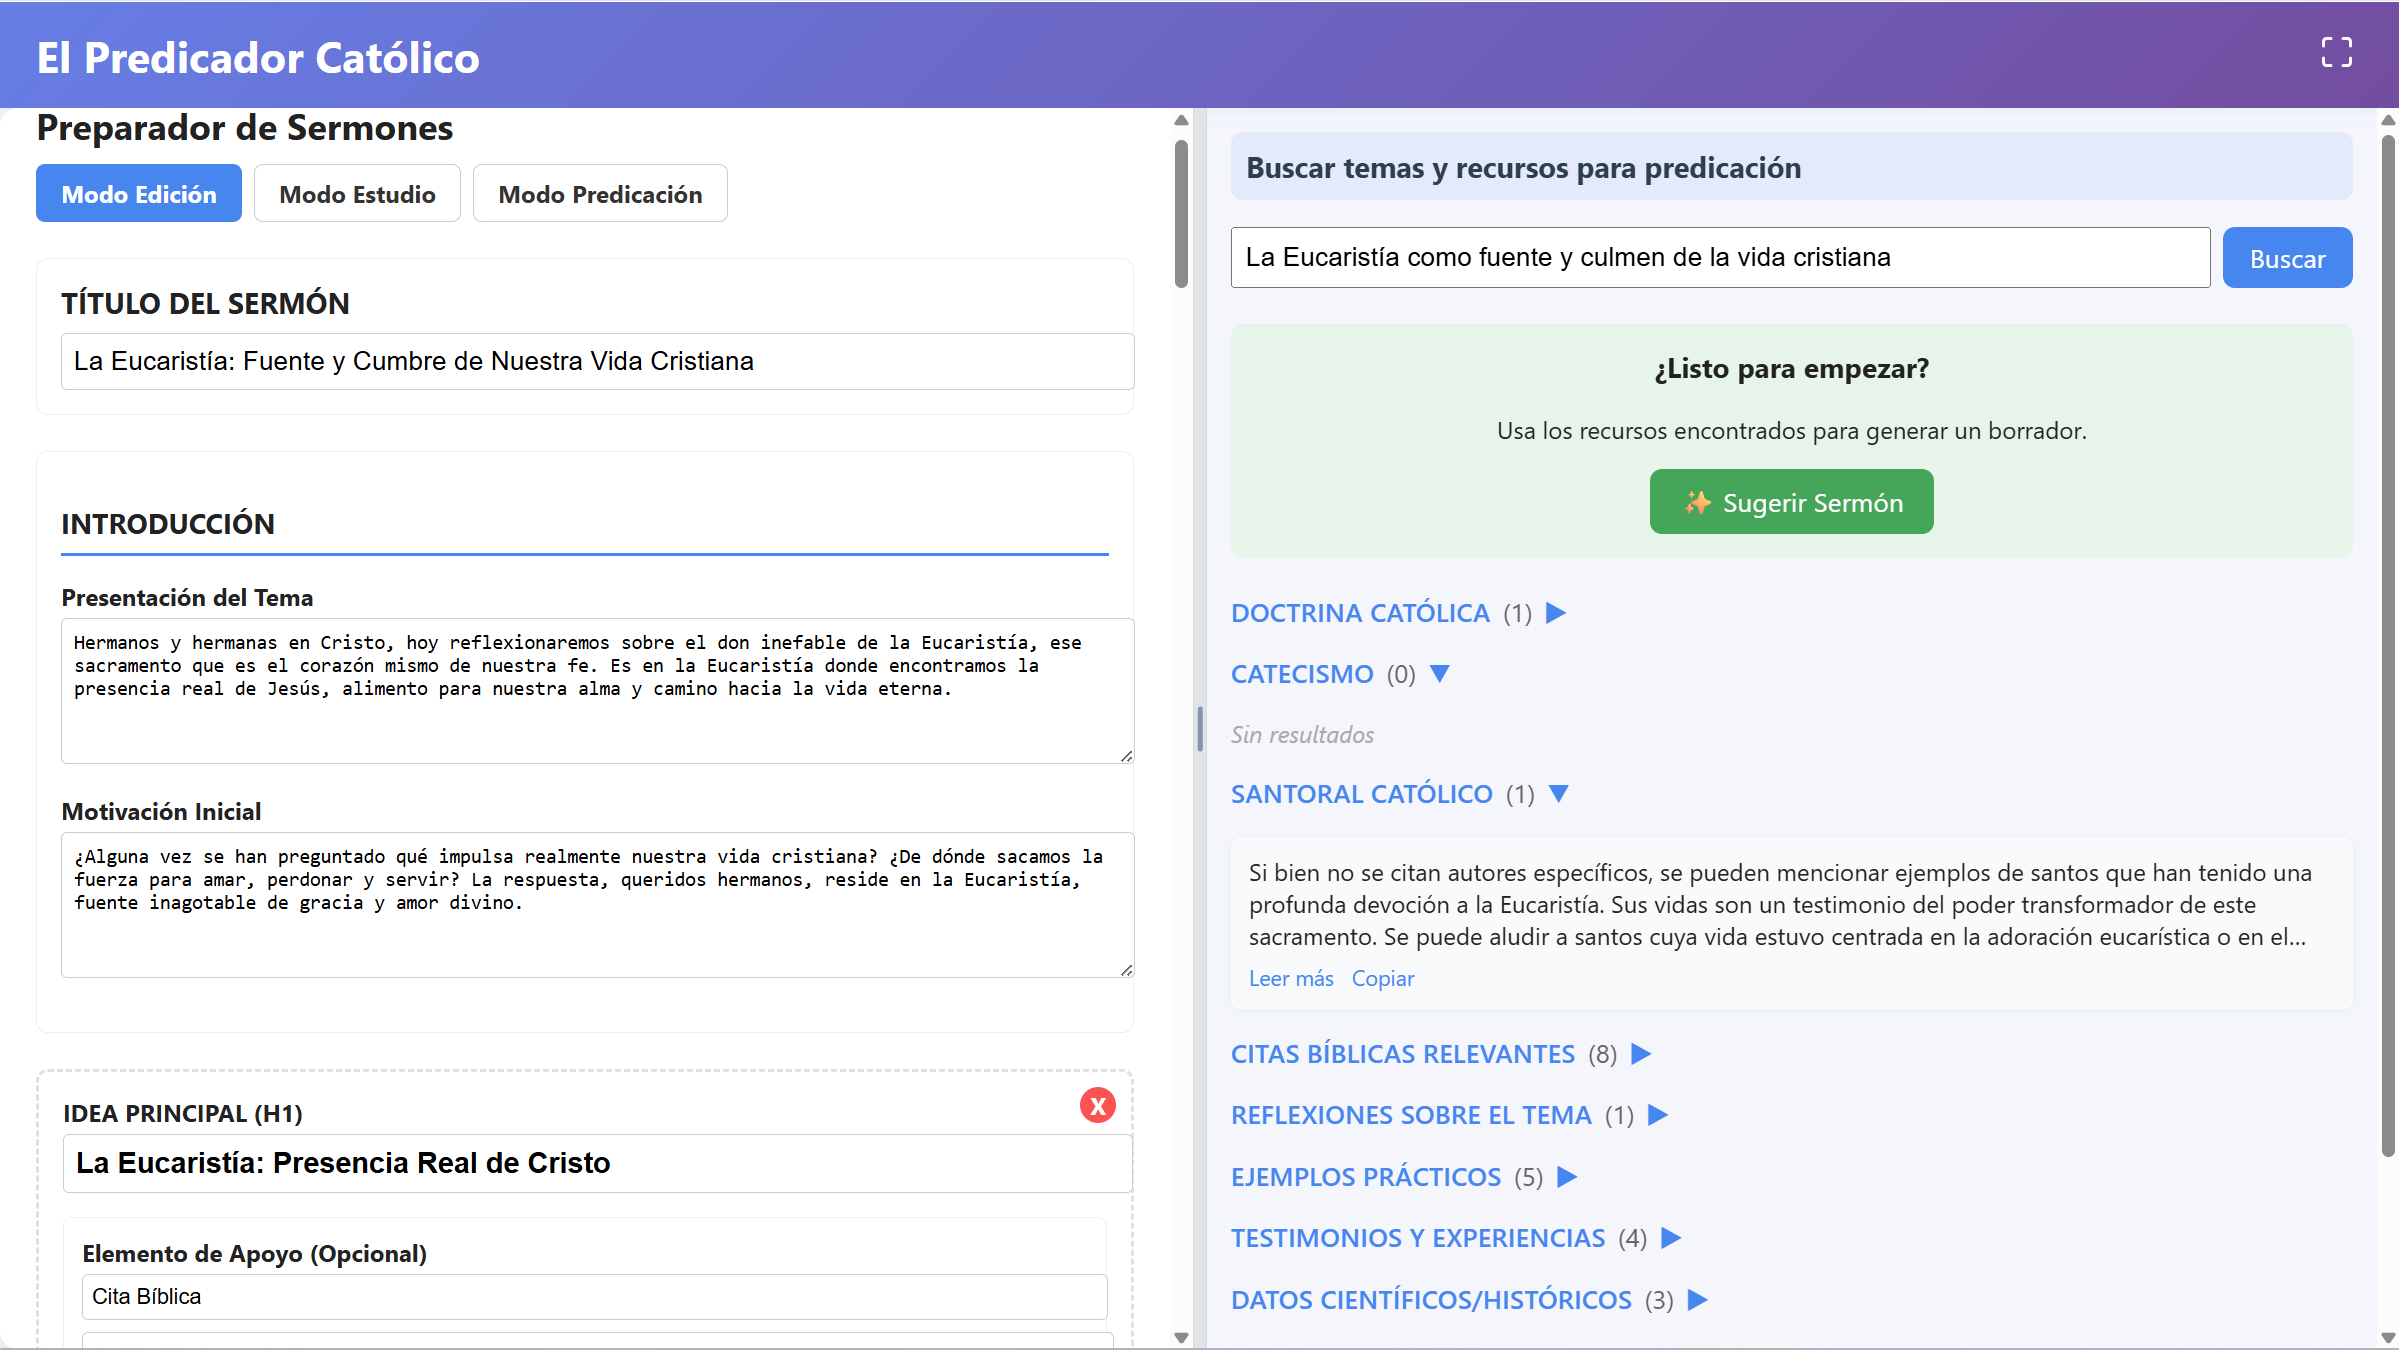 El Predicador Católico
Preparador de Sermones
Modo Edición
Modo Estudio
Modo Predicación
TÍTULO DEL SERMÓN
La Eucaristía: Fuente y Cumbre de Nuestra Vida Cristiana
INTRODUCCIÓN
Presentación del Tema
Hermanos y hermanas en Cristo, hoy reflexionaremos sobre el don inefable de la Eucaristía, ese
sacramento que es el corazón mismo de nuestra fe. Es en la Eucaristía donde encontramos la
presencia real de Jesús, alimento para nuestra alma y camino hacia la vida eterna.
Motivación Inicial
¿Alguna vez se han preguntado qué impulsa realmente nuestra vida cristiana? ¿De dónde sacamos la
fuerza para amar, perdonar y servir? La respuesta, queridos hermanos, reside en la Eucaristía,
fuente inagotable de gracia y amor divino.
IDEA PRINCIPAL (H1)
X
La Eucaristía: Presencia Real de Cristo
Elemento de Apoyo (Opcional)
Cita Bíblica
Buscar temas y recursos para predicación
La Eucaristía como fuente y culmen de la vida cristiana
Buscar
¿Listo para empezar?
Usa los recursos encontrados para generar un borrador.
✨ Sugerir Sermón
DOCTRINA CATÓLICA (1) ▶
CATECISMO (0) ▼
Sin resultados
SANTORAL CATÓLICO (1) ▼
Si bien no se citan autores específicos, se pueden mencionar ejemplos de santos que han tenido una
profunda devoción a la Eucaristía. Sus vidas son un testimonio del poder transformador de este
sacramento. Se puede aludir a santos cuya vida estuvo centrada en la adoración eucarística o en el...
Leer más Copiar
CITAS BÍBLICAS RELEVANTES (8) ▶
REFLEXIONES SOBRE EL TEMA (1) ▶
EJEMPLOS PRÁCTICOS (5) ▶
TESTIMONIOS Y EXPERIENCIAS (4) ▶
DATOS CIENTÍFICOS/HISTÓRICOS (3) ▶